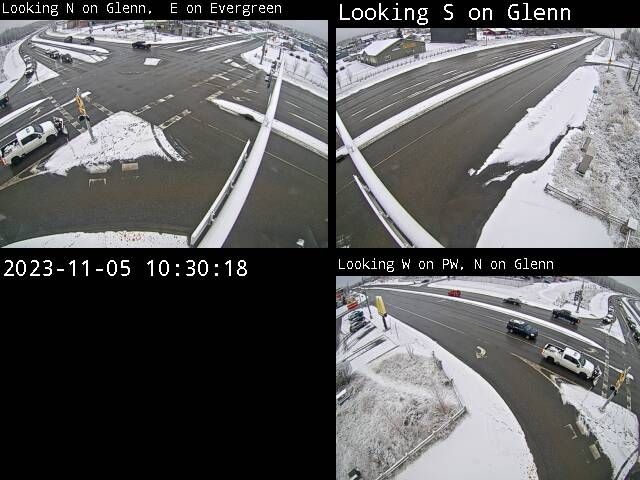 Looking N on Glenn,  E on Evergreen
Looking S on Glenn
2023-11-05 10:30:18
Looking W on PW, N on Glenn